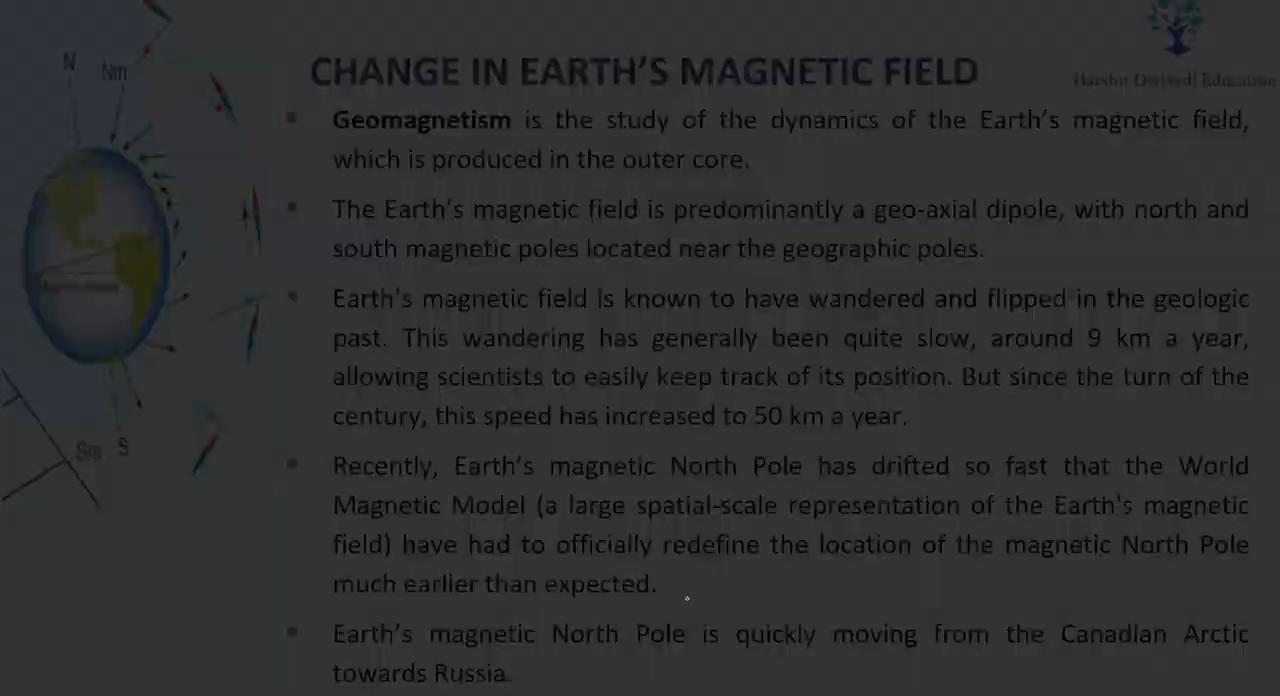 N
Nm
Harshit Dwivedi Education
CHANGE IN EARTH'S MAGNETIC FIELD
▪ Geomagnetism is the study of the dynamics of the Earth's magnetic field,
which is produced in the outer core.
▪ The Earth's magnetic field is predominantly a geo-axial dipole, with north and
south magnetic poles located near the geographic poles.
▪ Earth's magnetic field is known to have wandered and flipped in the geologic
past. This wandering has generally been quite slow, around 9 km a year,
allowing scientists to easily keep track of its position. But since the turn of the
century, this speed has increased to 50 km a year.
▪ Recently, Earth's magnetic North Pole has drifted so fast that the World
Magnetic Model (a large spatial-scale representation of the Earth's magnetic
field) have had to officially redefine the location of the magnetic North Pole
much earlier than expected.
▪ Earth's magnetic North Pole is quickly moving from the Canadian Arctic
towards Russia.
Sm S